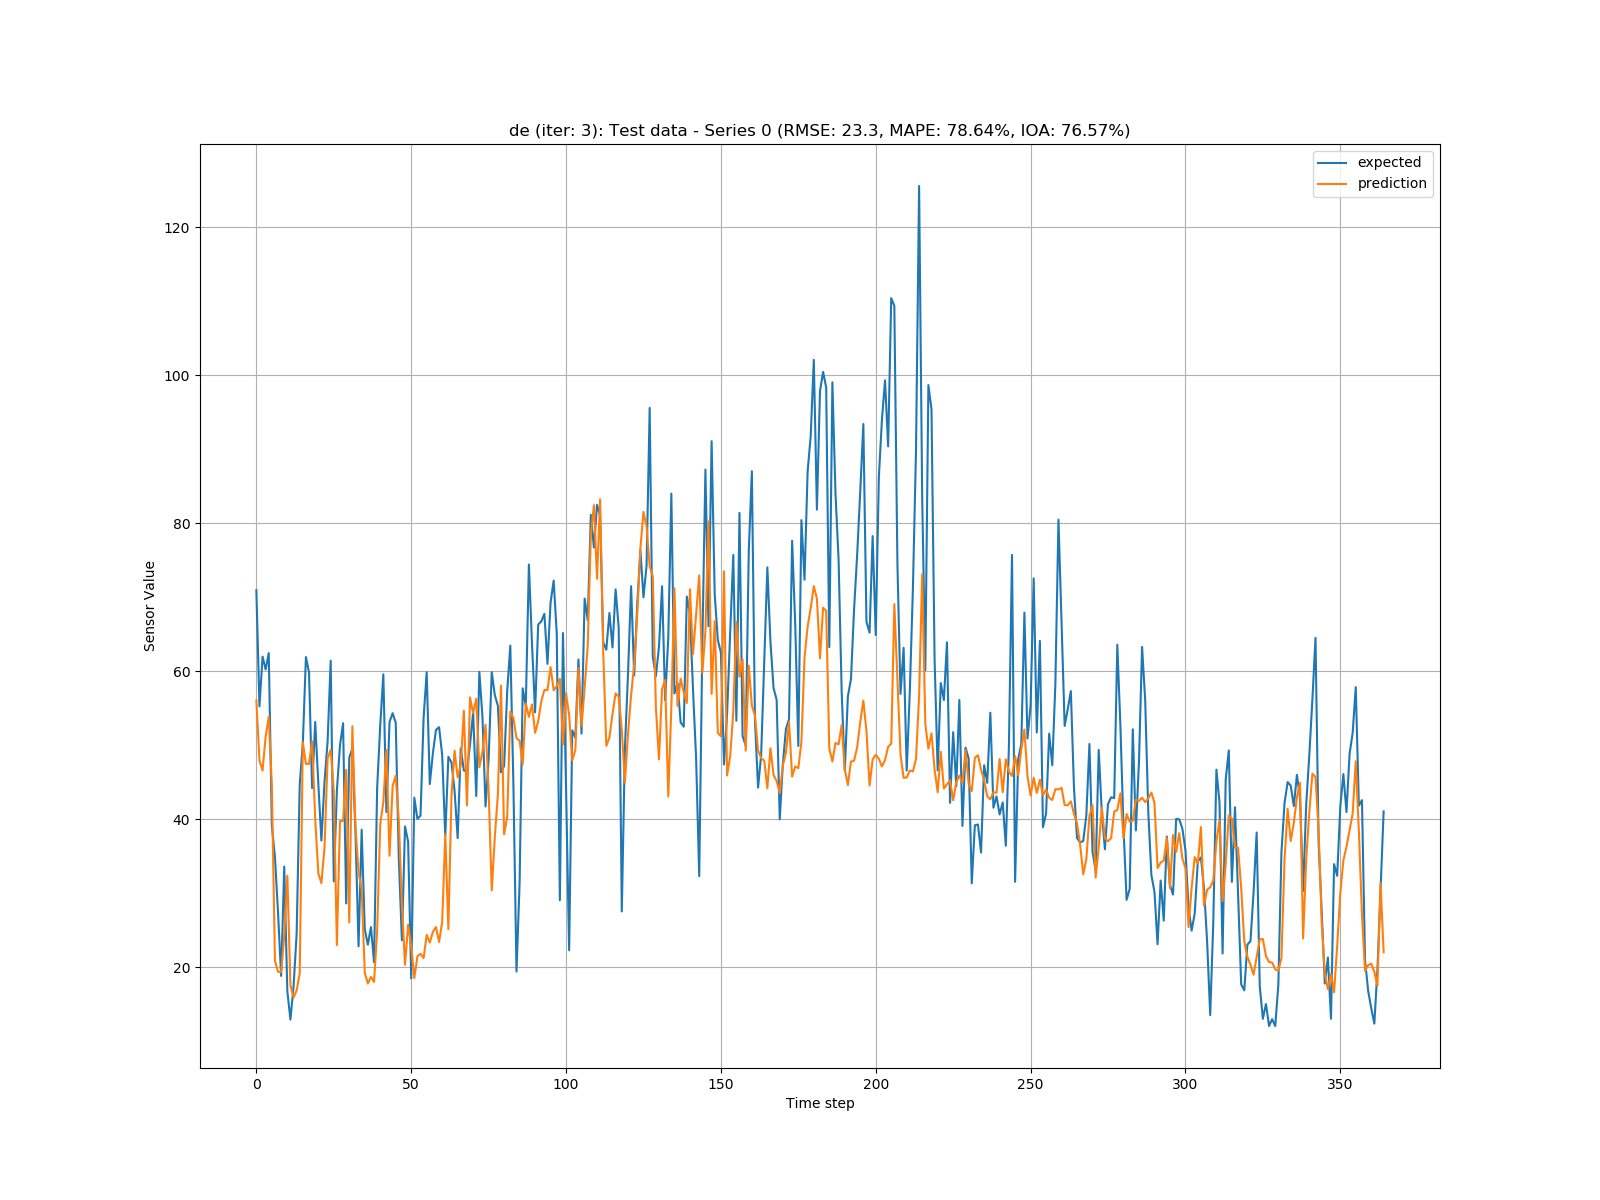 de (iter: 3): Test data - Series 0 (RMSE: 23.3, MAPE: 78.64%, IOA: 76.57%)
expected
prediction
120
100
80
60
40
20
Sensor Value
0 50 100 150 200 250 300 350
Time step